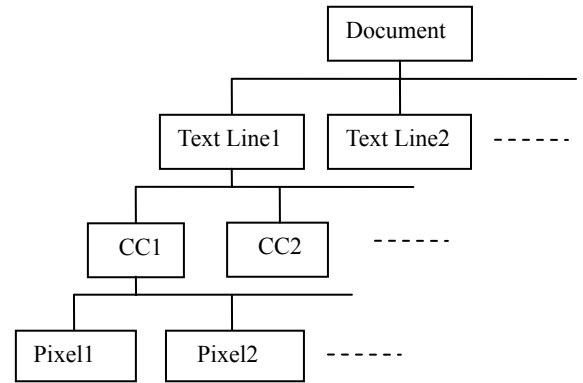 Document
Text Line1 Text Line2
CC1 CC2
Pixel1 Pixel2